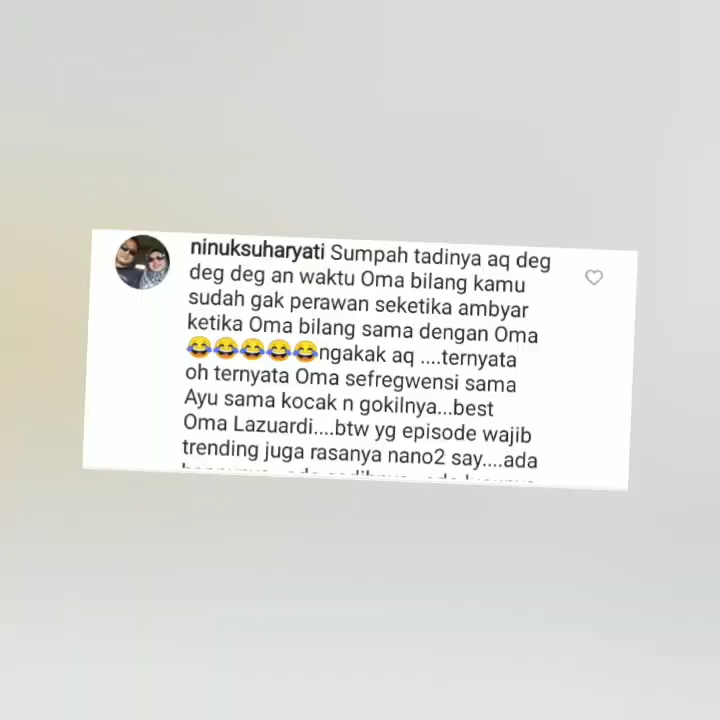 ninuksuharyati Sumpah tadinya aq deg
deg deg an waktu Oma bilang kamu
sudah gak perawan seketika ambyar
ketika Oma bilang sama dengan Oma
😂😂😂😂😂ngakak aq ....ternyata
oh ternyata Oma sefregwensi sama
Ayu sama kocak n gokilnya...best
Oma Lazuardi....btw yg episode wajib
trending juga rasanya nano2 say....ada